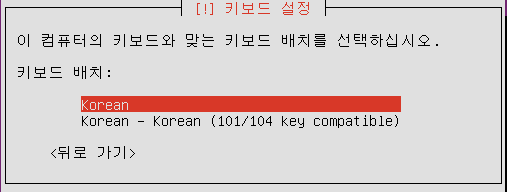 [!] 키보드 설정
이 컴퓨터의 키보드와 맞는 키보드 배치를 선택하십시오.
키보드 배치:
Korean
Korean – Korean (101/104 key compatible)
<뒤로 가기>